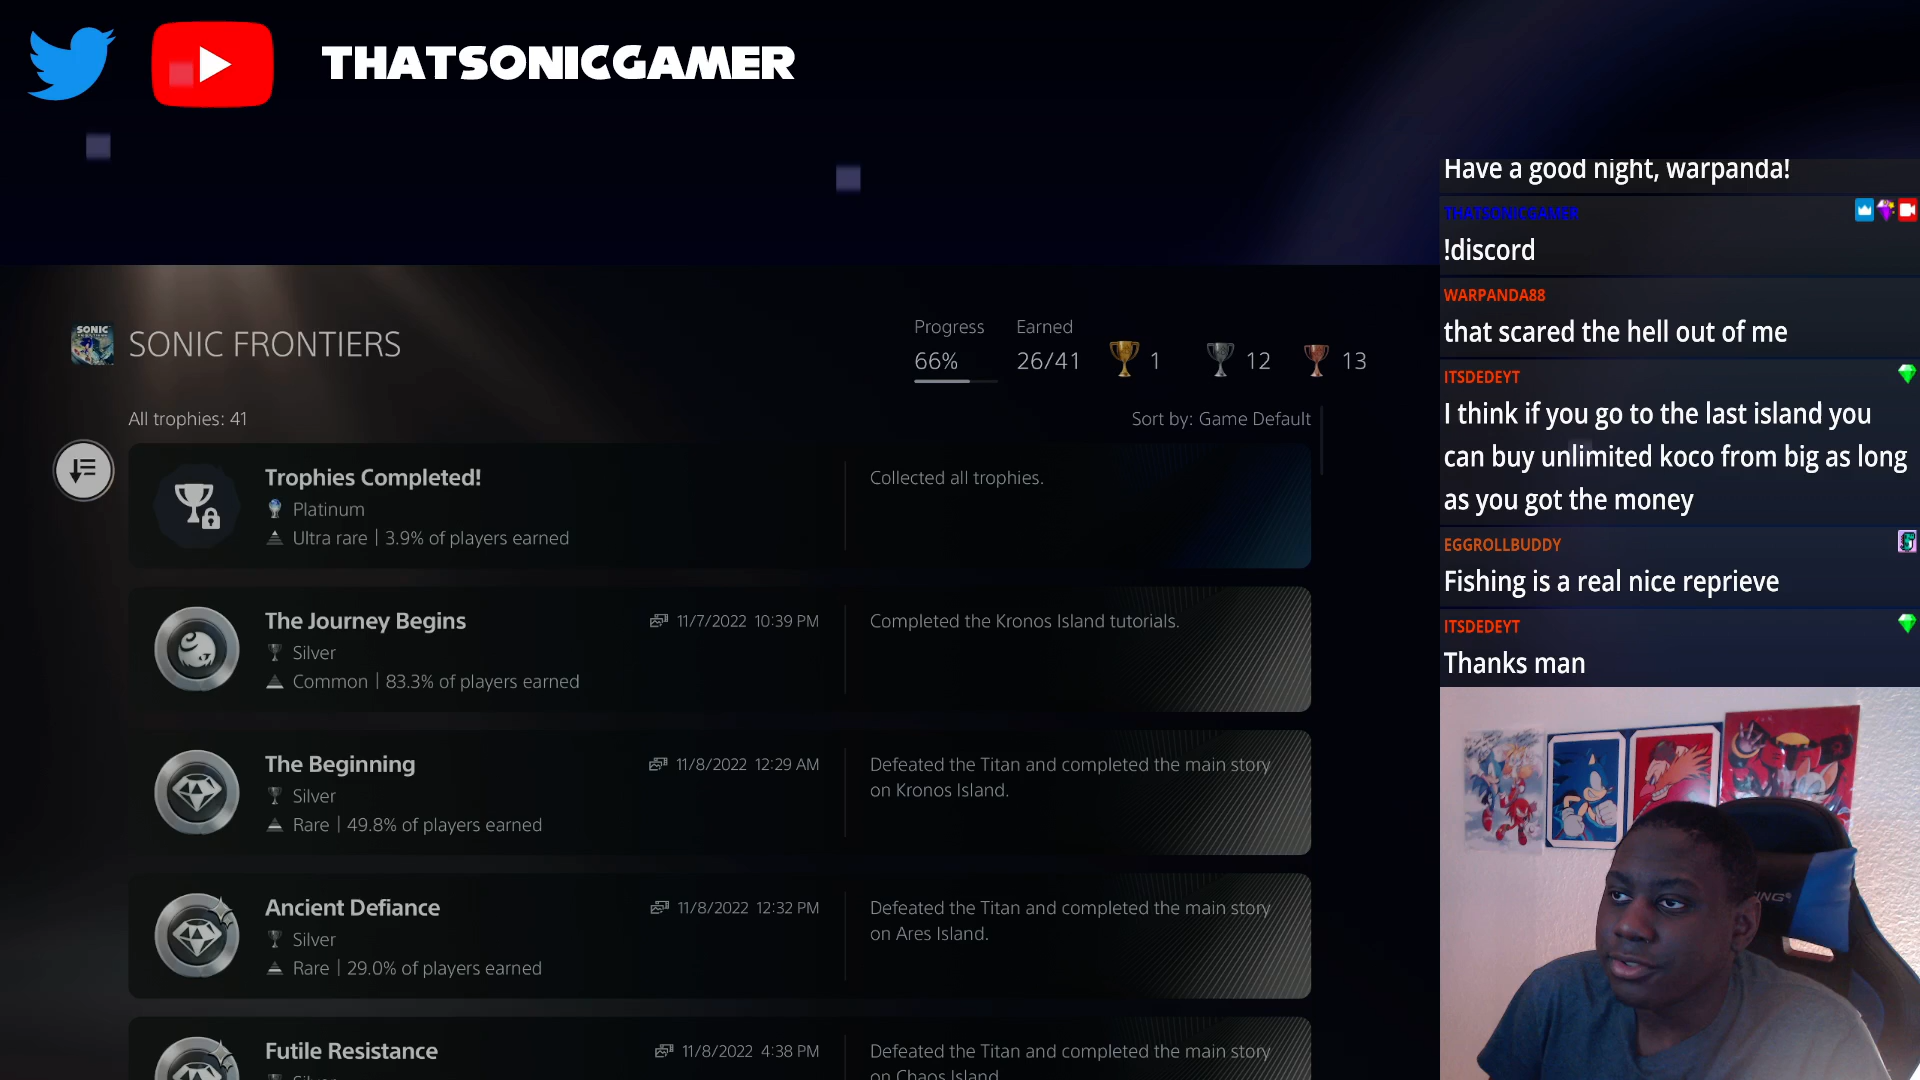 THATSONICGAMER
SONIC FRONTIERS
Progress
66%
Earned
26/41
1
12
13
All trophies: 41
Sort by: Game Default
Trophies Completed!
Platinum
Ultra rare | 3.9% of players earned
Collected all trophies.
The Journey Begins
Silver
Common | 83.3% of players earned
11/7/2022 10:39 PM
Completed the Kronos Island tutorials.
The Beginning
Silver
Rare | 49.8% of players earned
11/8/2022 12:29 AM
Defeated the Titan and completed the main story
on Kronos Island.
Ancient Defiance
Silver
Rare | 29.0% of players earned
11/8/2022 12:32 PM
Defeated the Titan and completed the main story
on Ares Island.
Futile Resistance
Silver
11/8/2022 4:38 PM
Defeated the Titan and completed the main story
on Chaos Island.
Have a good night, warpanda!
THATSONICGAMER
!discord
WARPANDA88
that scared the hell out of me
ITSDEDEYT
I think if you go to the last island you
can buy unlimited koco from big as long
as you got the money
EGGROLLBUDDY
Fishing is a real nice reprieve
ITSDEDEYT
Thanks man
SONIC